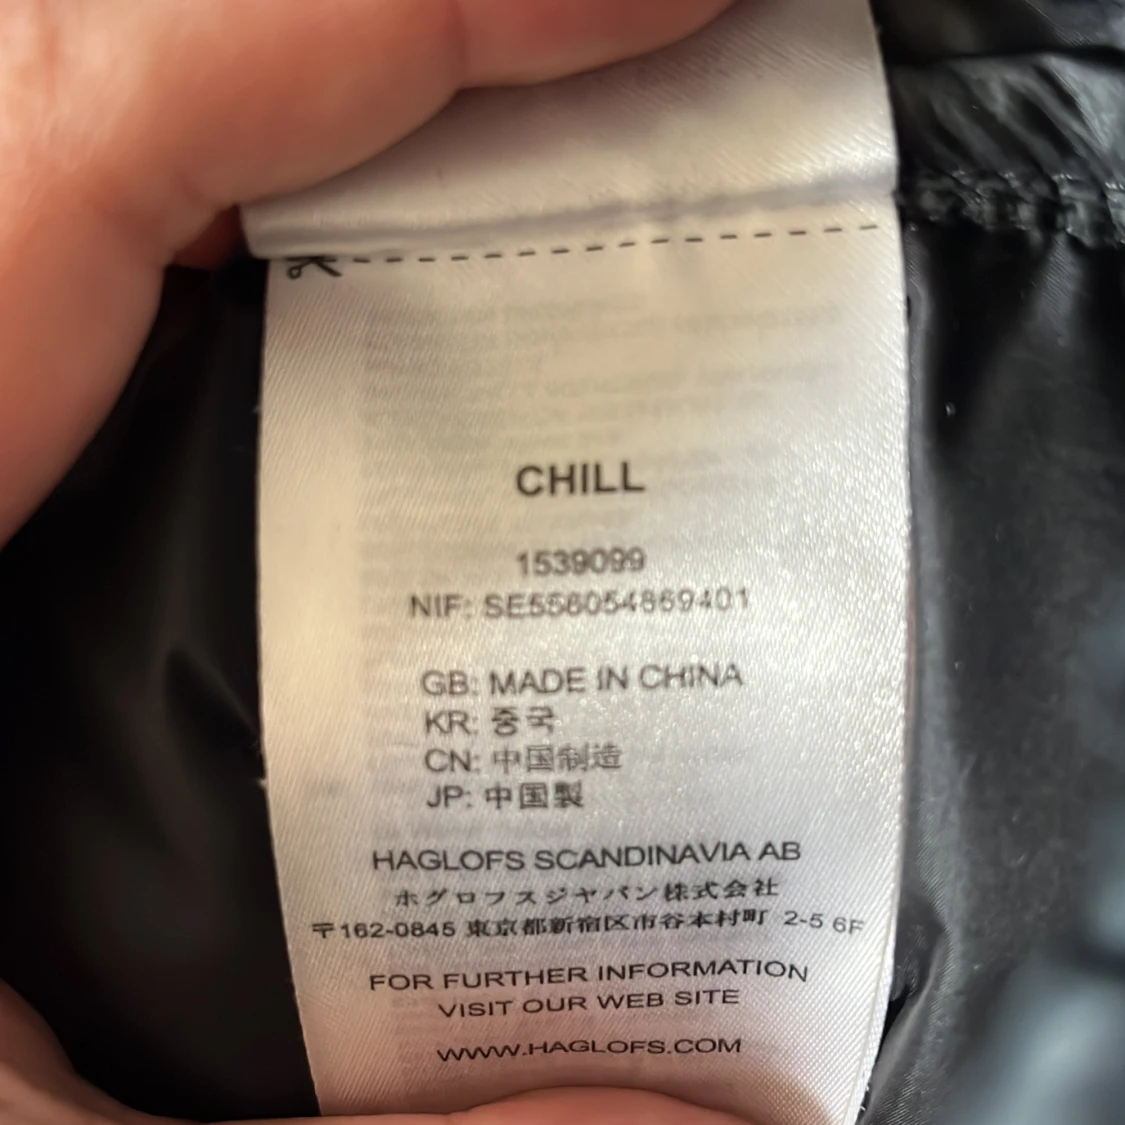 CHILL
1539099
NIF: SE556054869401
GB: MADE IN CHINA
KR: 중국
CN: 中国制造
JP: 中国製
HAGLOFS SCANDINAVIA AB
ホグロフスジャパン株式会社
〒162-0845 東京都新宿区市谷本村町 2-5 6F
FOR FURTHER INFORMATION
VISIT OUR WEB SITE
WWW.HAGLOFS.COM